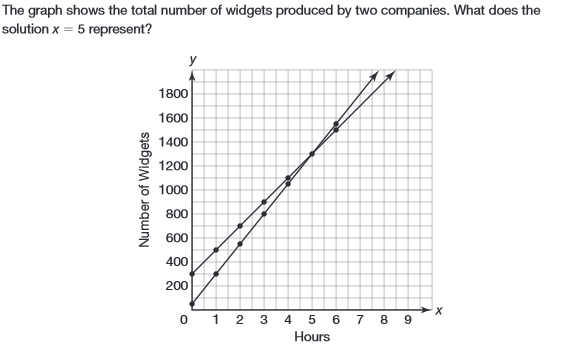 The graph shows the total number of widgets produced by two companies. What does the
solution x = 5 represent?
y
1800
1600
1400
1200
1000
800
600
400
200
Number of Widgets
0 1 2 3 4 5 6 7 8 9 x
Hours